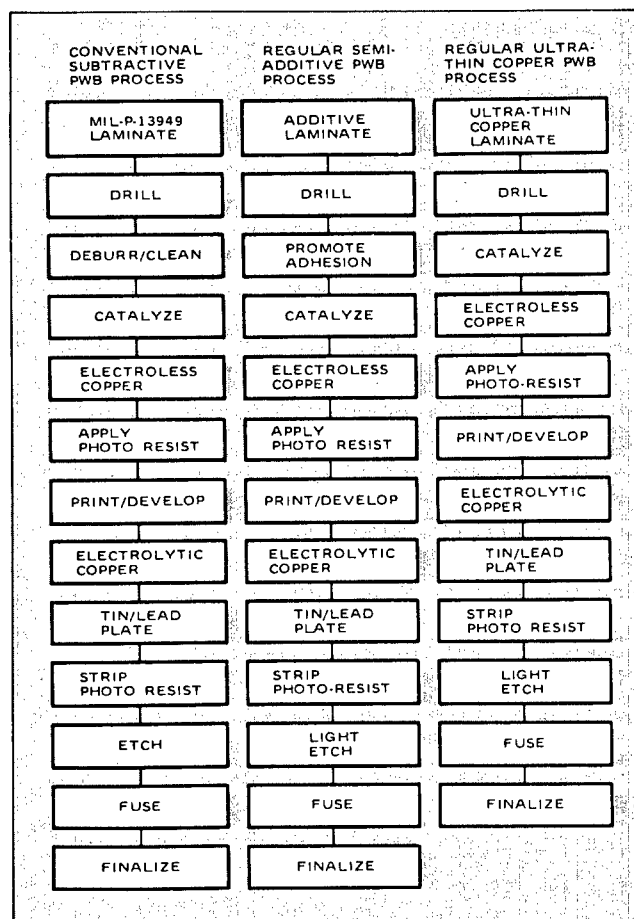 CONVENTIONAL
SUBTRACTIVE
PWB PROCESS
MIL-P-13949
LAMINATE
DRILL
DEBURR/CLEAN
CATALYZE
ELECTROLESS
COPPER
APPLY
PHOTO RESIST
PRINT/DEVELOP
ELECTROLYTIC
COPPER
TIN/LEAD
PLATE
STRIP
PHOTO RESIST
ETCH
FUSE
FINALIZE
REGULAR SEMI-
ADDITIVE PWB
PROCESS
ADDITIVE
LAMINATE
DRILL
PROMOTE
ADHESION
CATALYZE
ELECTROLESS
COPPER
APPLY
PHOTO RESIST
PRINT/DEVELOP
ELECTROLYTIC
COPPER
TIN/LEAD
PLATE
STRIP
PHOTO-RESIST
LIGHT
ETCH
FUSE
FINALIZE
REGULAR ULTRA-
THIN COPPER PWB
PROCESS
ULTRA-THIN
COPPER
LAMINATE
DRILL
CATALYZE
ELECTROLESS
COPPER
APPLY
PHOTO-RESIST
PRINT/DEVELOP
ELECTROLYTIC
COPPER
TIN/LEAD
PLATE
STRIP
PHOTO RESIST
LIGHT
ETCH
FUSE
FINALIZE